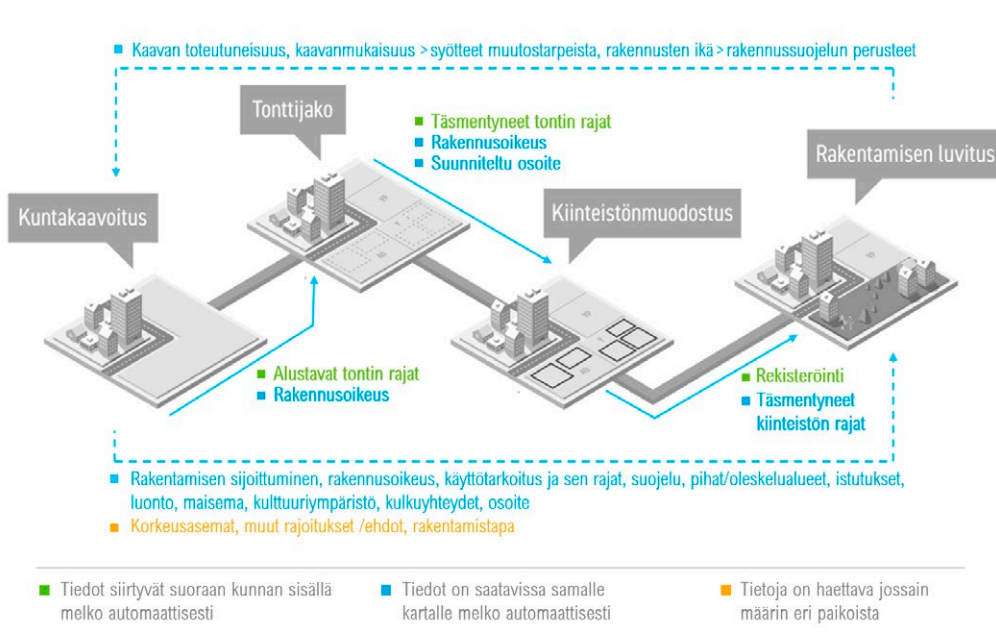 Kaavan toteutuneisuus, kaavanmukaisuus > syötteet muutostarpeista, rakennusten ikä > rakennussuojelun perusteet
Tonttijako
Täsmentyneet tontin rajat
Rakennusoikeus
Suunniteltu osoite
Rakentamisen luvitus
Kuntakaavoitus
Kiinteistönmuodostus
Alustavat tontin rajat
Rakennusoikeus
Rekisteröinti
Täsmentyneet
kiinteistön rajat
Rakentamisen sijoittuminen, rakennusoikeus, käyttötarkoitus ja sen rajat, suojelu, pihat/oleskelualueet, istutukset,
luonto, maisema, kulttuuriympäristö, kulkuyhteydet, osoite
Korkeusasemat, muut rajoitukset /ehdot, rakentamistapa
Tiedot siirtyvät suoraan kunnan sisällä
melko automaattisesti
Tiedot on saatavissa samalle
kartalle melko automaattisesti
Tietoja on haettava jossain
määrin eri paikoista